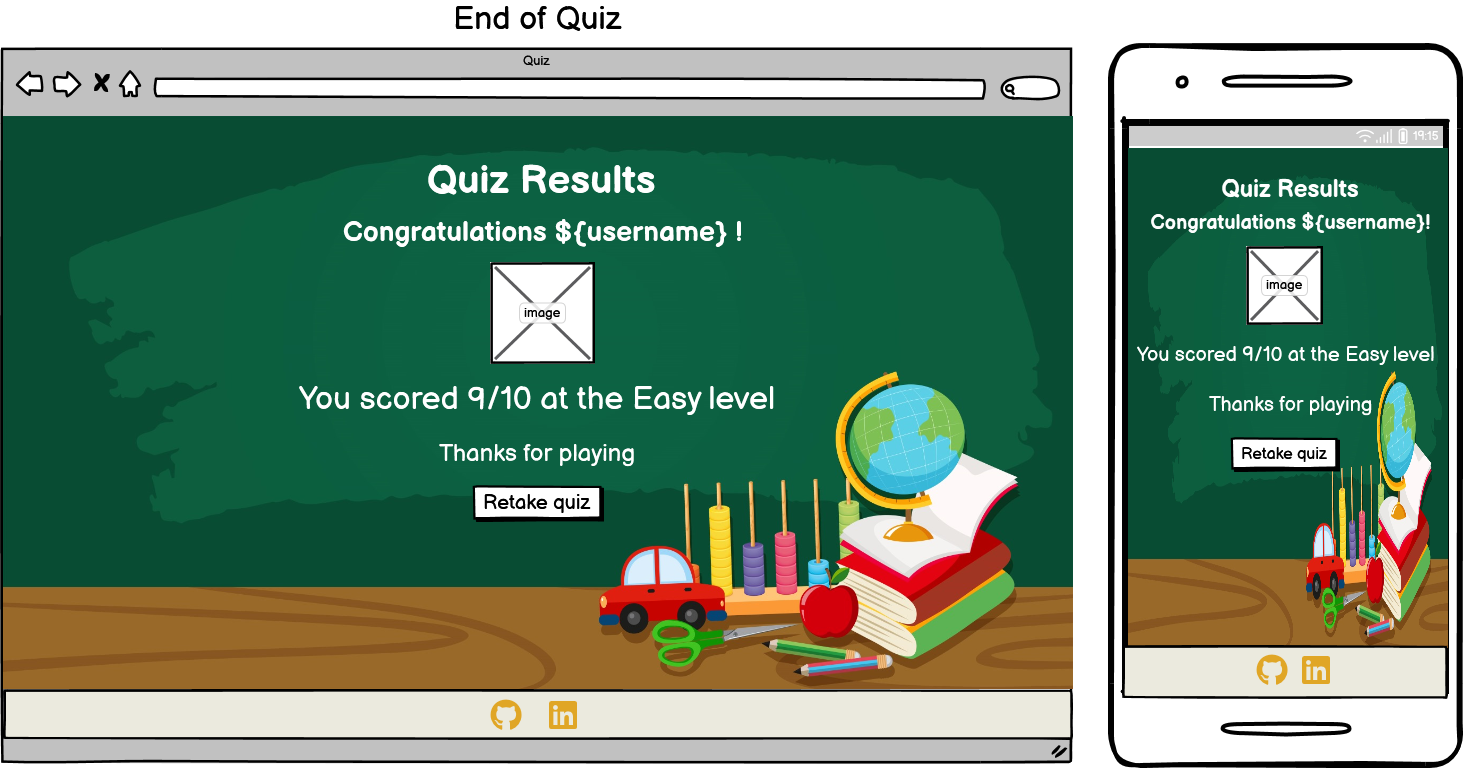 End of Quiz
Quiz
Quiz Results
Congratulations ${username} !
image
You scored 9/10 at the Easy level
Thanks for playing
Retake quiz
in
19:15
Quiz Results
Congratulations ${username}!
image
You scored 9/10 at the Easy level
Thanks for playing
Retake quiz
in